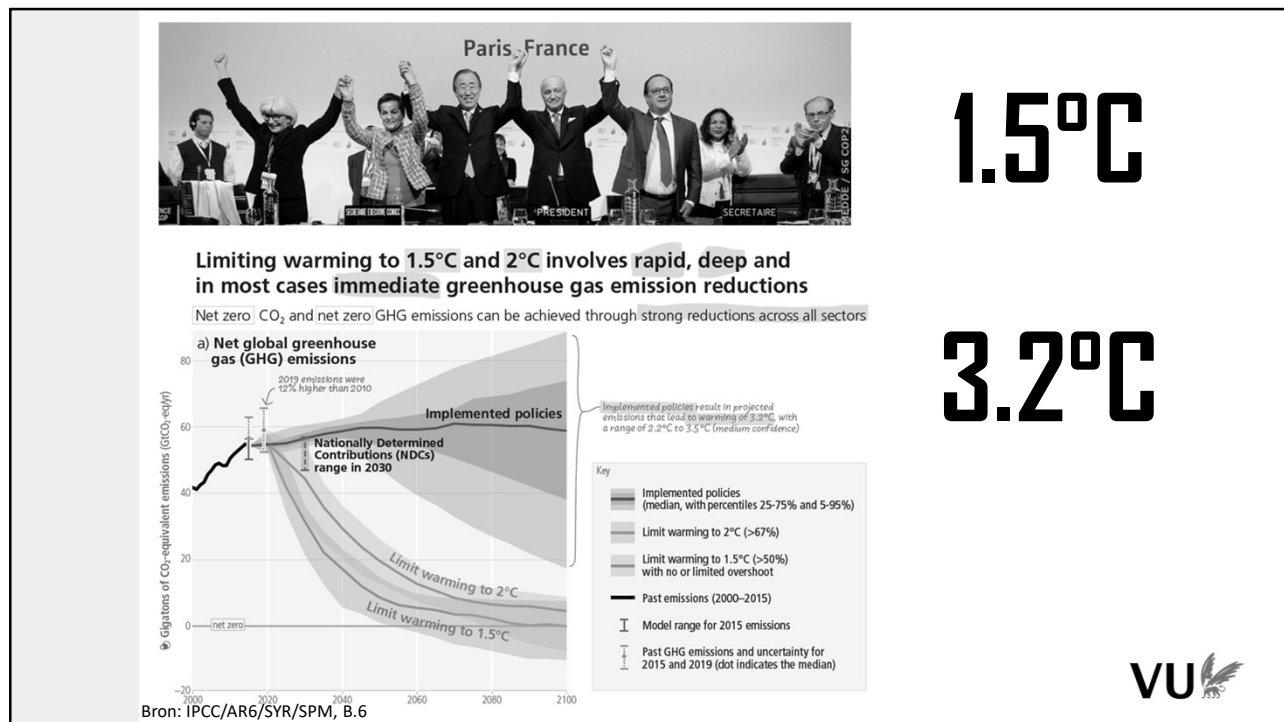 Paris, France
SECRETAIRE EXECUTIVE CCNUCC
PRESIDENT
SECRETAIRE
MEDDE / SG COP2
1.5°C
3.2°C
Limiting warming to 1.5°C and 2°C involves rapid, deep and
in most cases immediate greenhouse gas emission reductions
Net zero CO₂ and net zero GHG emissions can be achieved through strong reductions across all sectors
a) Net global greenhouse
gas (GHG) emissions
2019 emissions were
12% higher than 2010
Implemented policies
Nationally Determined
Contributions (NDCs)
range in 2030
Limit warming to 2°C
Limit warming to 1.5°C
net zero
Gigatons of CO₂-equivalent emissions (GtCO₂-eq/yr)
80
60
40
20
0
−20
2000
2020
2040
2060
2080
2100
Implemented policies result in projected
emissions that lead to warming of 3.2°C, with
a range of 2.2°C to 3.5°C (medium confidence)
Key
Implemented policies
(median, with percentiles 25-75% and 5-95%)
Limit warming to 2°C (>67%)
Limit warming to 1.5°C (>50%)
with no or limited overshoot
Past emissions (2000–2015)
Model range for 2015 emissions
Past GHG emissions and uncertainty for
2015 and 2019 (dot indicates the median)
Bron: IPCC/AR6/SYR/SPM, B.6
VU